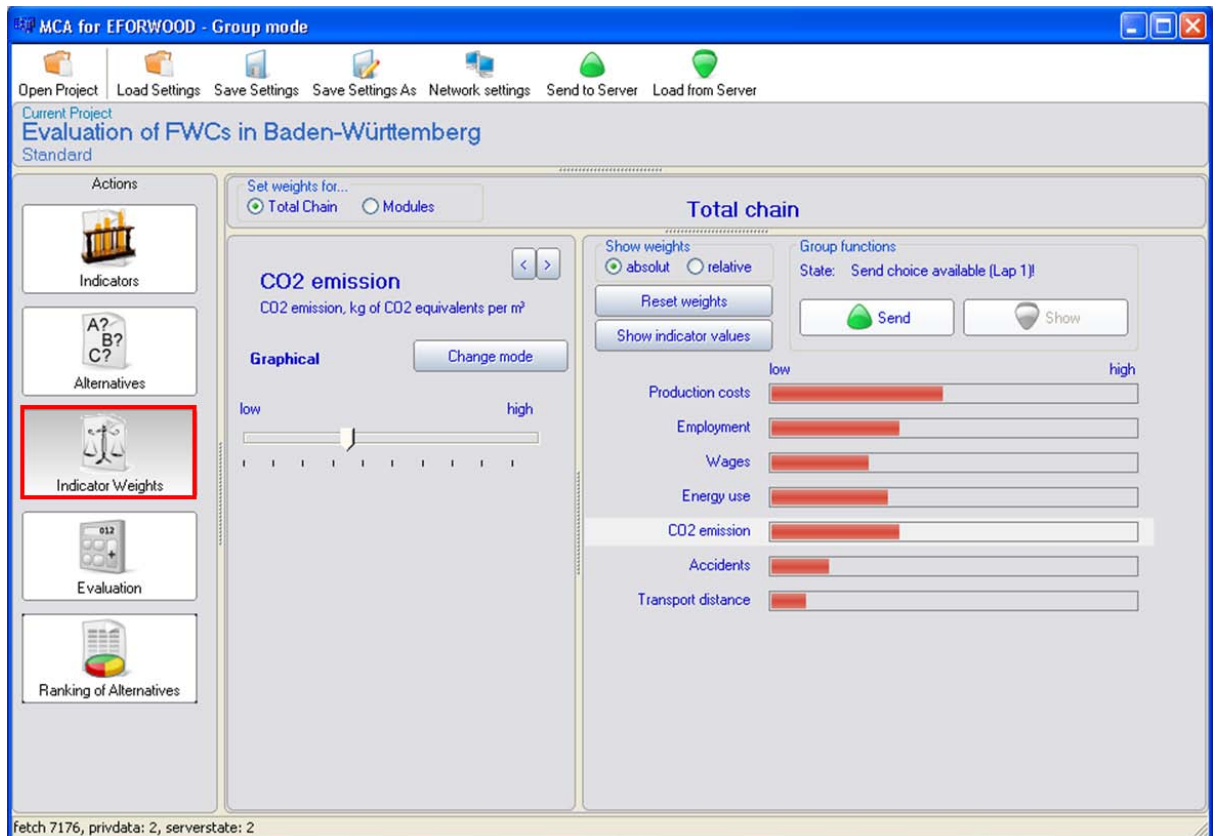 MCA for EFORWOOD - Group mode
Open Project
Load Settings
Save Settings
Save Settings As
Network settings
Send to Server
Load from Server
Current Project
Evaluation of FWCs in Baden-Württemberg
Standard
Actions
Indicators
A?
B?
C?
Alternatives
Indicator Weights
012
Evaluation
Ranking of Alternatives
Set weights for...
Total Chain
Modules
Total chain
CO2 emission
< >
CO2 emission, kg of CO2 equivalents per m³
Graphical
Change mode
low high
Show weights
absolut
relative
Reset weights
Show indicator values
Group functions
State: Send choice available (Lap 1)!
Send
Show
low high
Production costs
Employment
Wages
Energy use
CO2 emission
Accidents
Transport distance
fetch 7176, privdata: 2, serverstate: 2